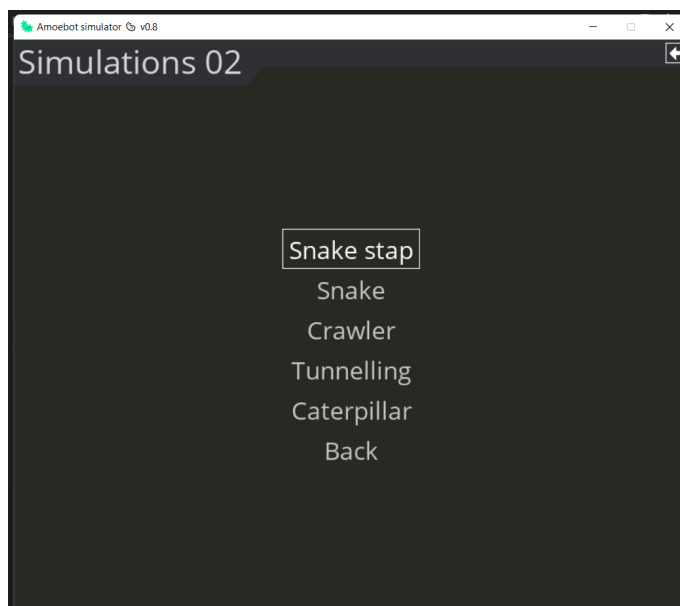 Amoebot simulator v0.8
Simulations 02
Snake stap
Snake
Crawler
Tunnelling
Caterpillar
Back